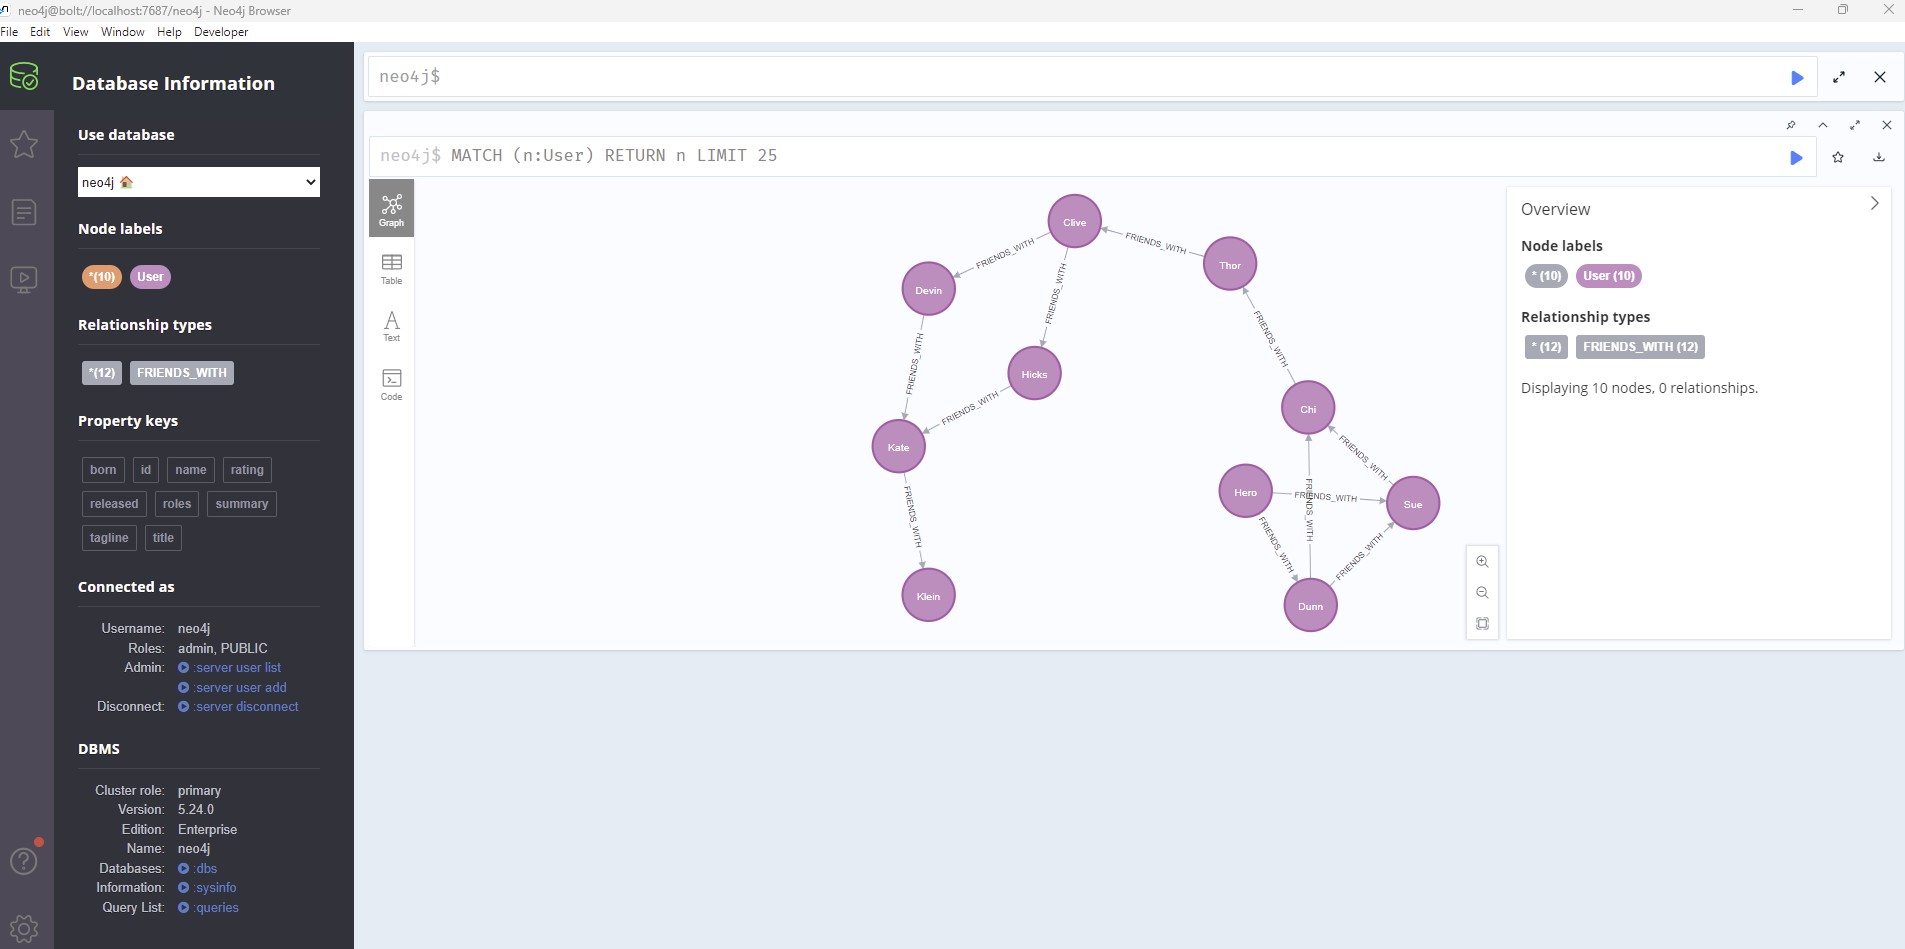 neo4j@bolt://localhost:7687/neo4j - Neo4j Browser
File Edit View Window Help Developer
Database Information
Use database
neo4j
Node labels
*(10) User
Relationship types
*(12) FRIENDS_WITH
Property keys
born id name rating
released roles summary
tagline title
Connected as
Username: neo4j
Roles: admin, PUBLIC
Admin: :server user list
:server user add
Disconnect: :server disconnect
DBMS
Cluster role: primary
Version: 5.24.0
Edition: Enterprise
Name: neo4j
Databases: :dbs
Information: :sysinfo
Query List: :queries
neo4j$
neo4j$ MATCH (n:User) RETURN n LIMIT 25
Graph
Table
Text
Code
Clive
FRIENDS_WITH
FRIENDS_WITH
Thor
Devin
FRIENDS_WITH
FRIENDS_WITH
FRIENDS_WITH
Hicks
FRIENDS_WITH
Chi
Kate
FRIENDS_WITH
Hero
FRIENDS_WITH
Sue
FRIENDS_WITH
FRIENDS_WITH
FRIENDS_WITH
FRIENDS_WITH
Klein
Dunn
Overview
Node labels
* (10) User (10)
Relationship types
* (12) FRIENDS_WITH (12)
Displaying 10 nodes, 0 relationships.